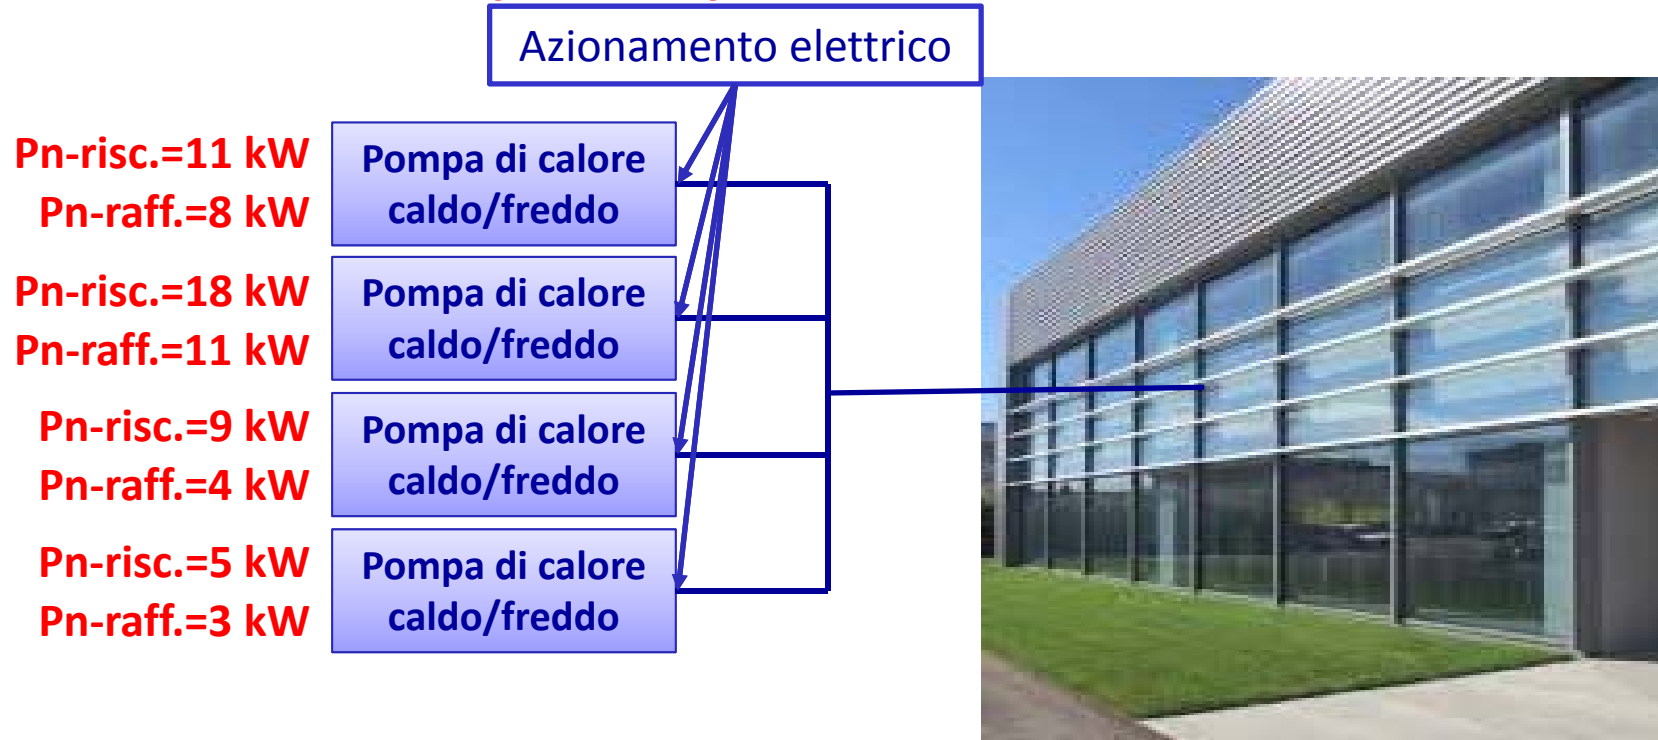 Azionamento elettrico
Pn-risc.=11 kW
Pn-raff.=8 kW
Pompa di calore
caldo/freddo
Pn-risc.=18 kW
Pn-raff.=11 kW
Pompa di calore
caldo/freddo
Pn-risc.=9 kW
Pn-raff.=4 kW
Pompa di calore
caldo/freddo
Pn-risc.=5 kW
Pn-raff.=3 kW
Pompa di calore
caldo/freddo